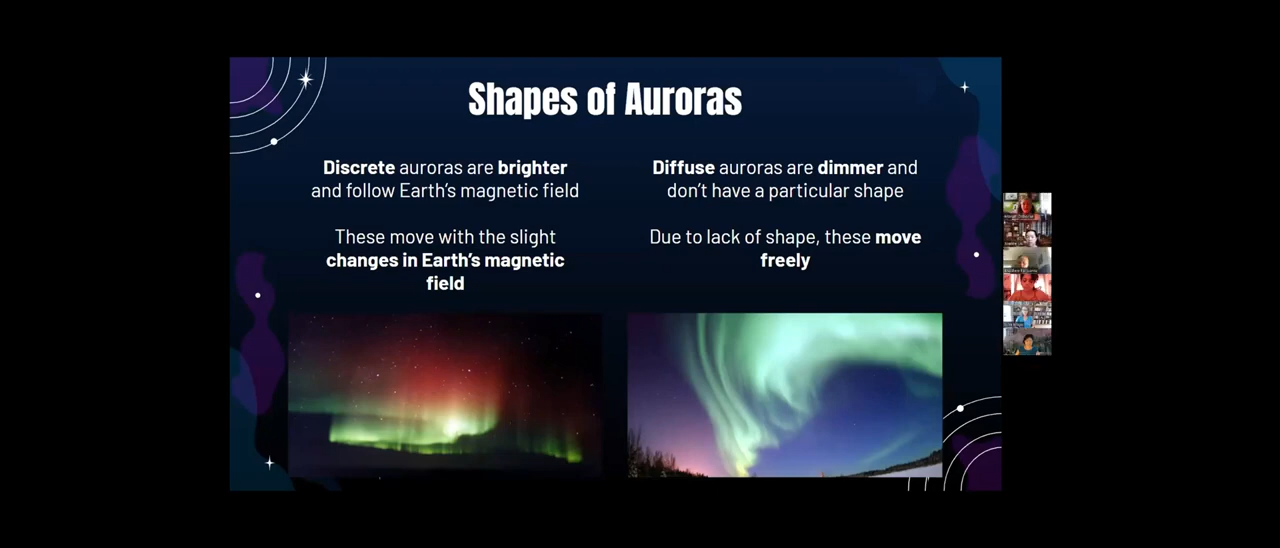 Shapes of Auroras
Discrete auroras are brighter
and follow Earth's magnetic field
These move with the slight
changes in Earth's magnetic
field
Diffuse auroras are dimmer and
don't have a particular shape
Due to lack of shape, these move
freely